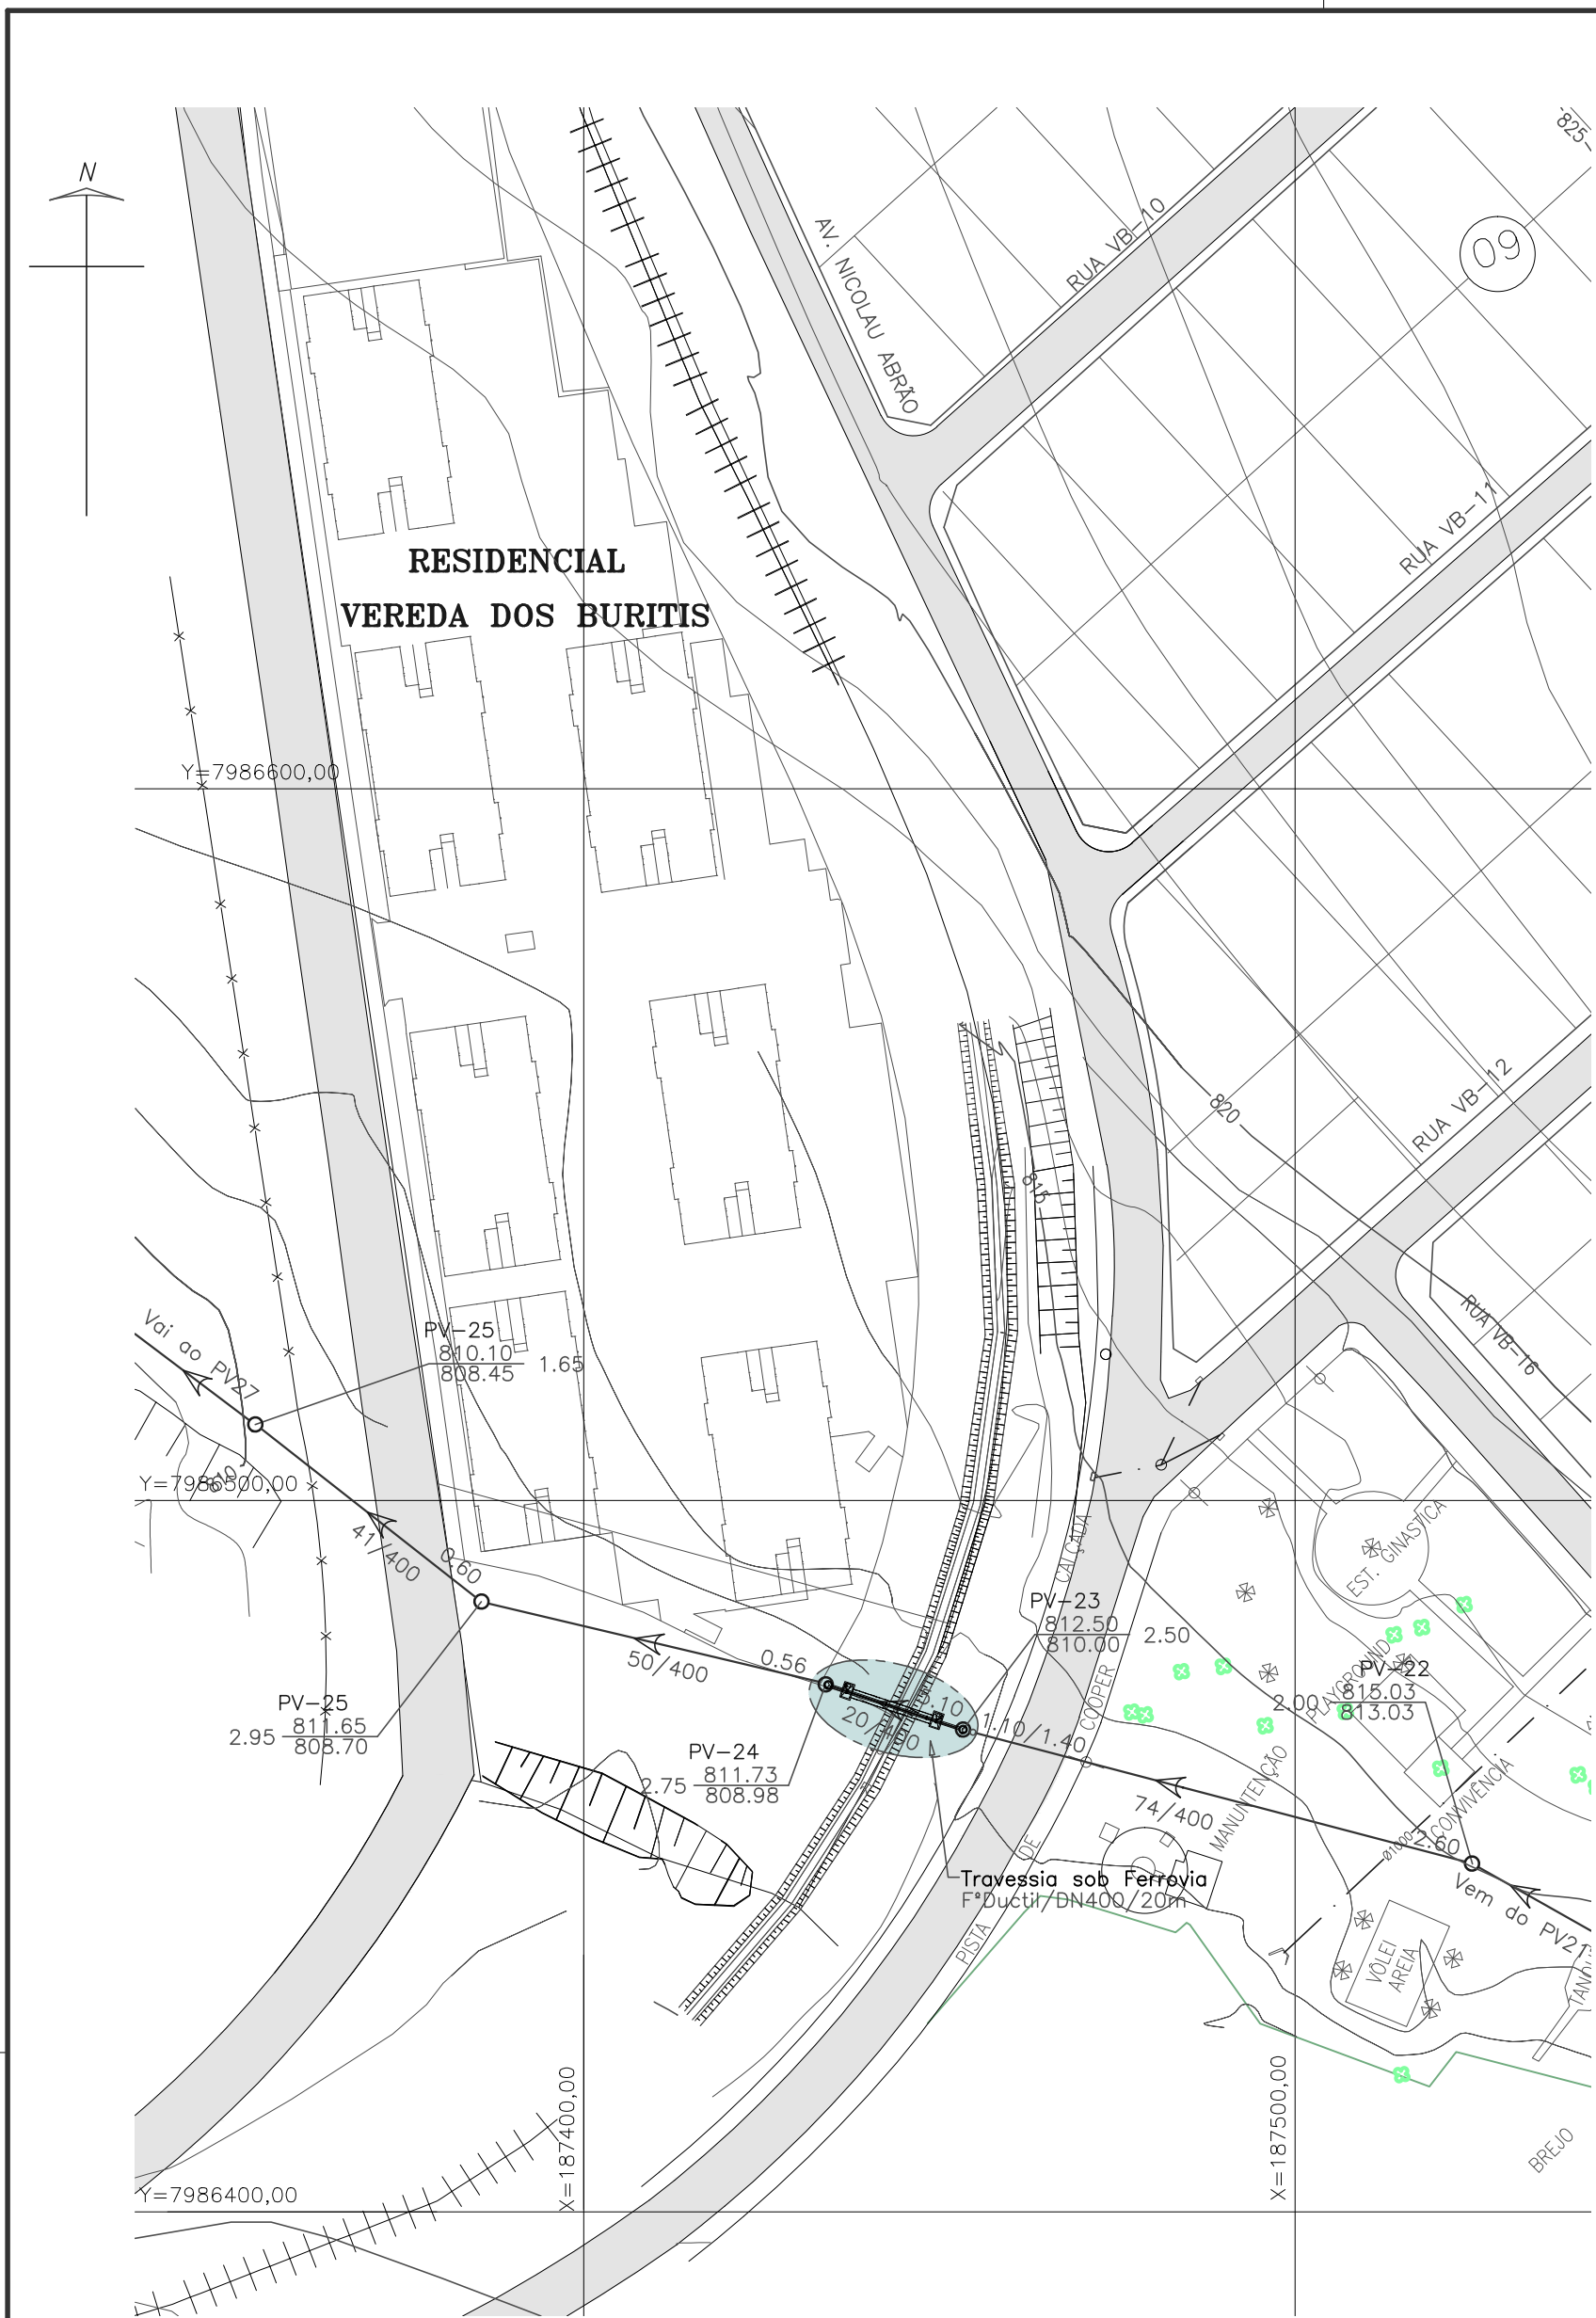 N
825
09
RUA VB-10
AV. NICOLAU ABRÃO
RUA VB-11
RESIDENCIAL
VEREDA DOS BURITIS
Y=7986600,00
820
RUA VB-12
815
RUA VB-16
Vai ao PV27
PV-25
810.10
808.45
1.65
810
Y=7986500,00
41/400
0.60
CALÇADA
EST. GINASTICA
PV-23
812.50
810.00
2.50
50/400
0.56
PV-25
2.95
811.65
808.70
20/400
1.10/1.40
COOPER
PLAYGROUND
PV-22
2.00
815.03
813.03
PV-24
2.75
811.73
808.98
74/400
MANUNTENÇÃO
CONVIVÊNCIA
Ø1000
2.60
DE
Travessia sob Ferrovia
F°Ductil/DN400/20m
Vem do PV21
PISTA
VÔLEI
AREIA
X=187400,00
X=187500,00
BREJO
Y=7986400,00